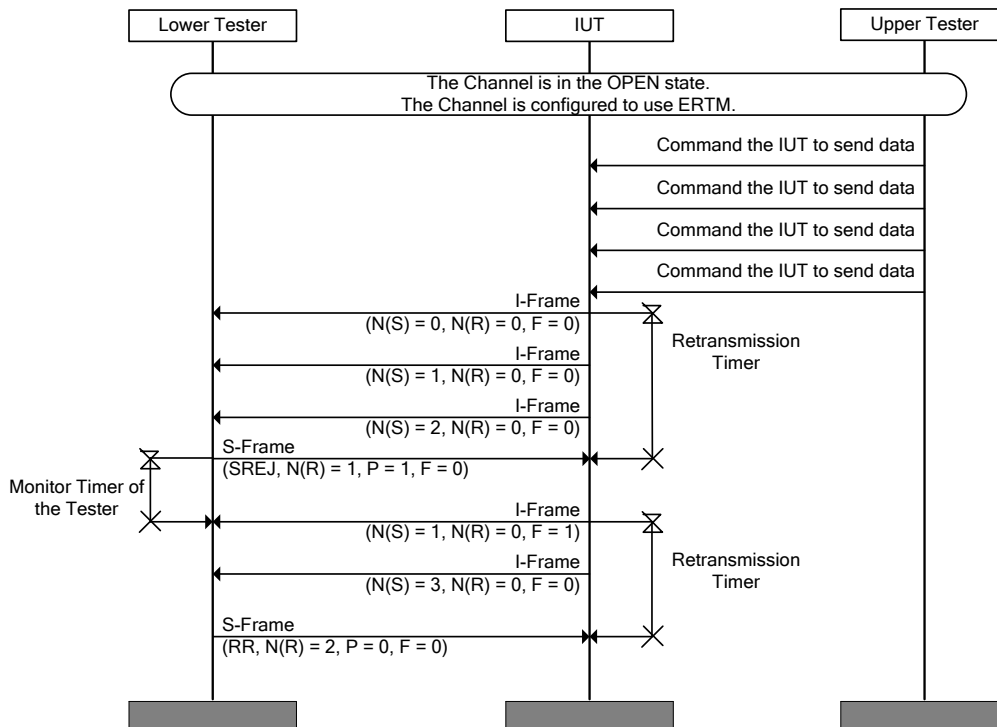 Lower Tester
IUT
Upper Tester
The Channel is in the OPEN state.
The Channel is configured to use ERTM.
Command the IUT to send data
Command the IUT to send data
Command the IUT to send data
Command the IUT to send data
I-Frame
(N(S) = 0, N(R) = 0, F = 0)
Retransmission
Timer
I-Frame
(N(S) = 1, N(R) = 0, F = 0)
I-Frame
(N(S) = 2, N(R) = 0, F = 0)
S-Frame
(SREJ, N(R) = 1, P = 1, F = 0)
Monitor Timer of
the Tester
I-Frame
(N(S) = 1, N(R) = 0, F = 1)
I-Frame
(N(S) = 3, N(R) = 0, F = 0)
Retransmission
Timer
S-Frame
(RR, N(R) = 2, P = 0, F = 0)